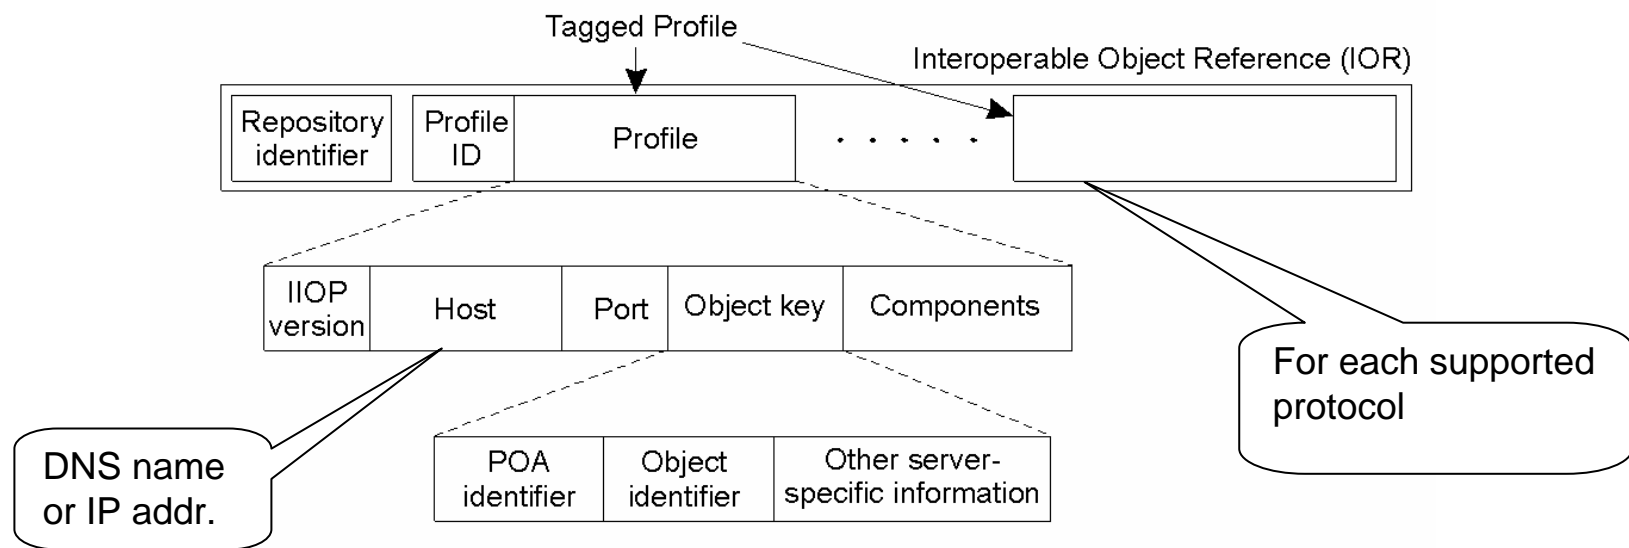 Tagged Profile
Interoperable Object Reference (IOR)
Repository
identifier
Profile
ID
Profile
. . . . .
IIOP
version
Host
Port
Object key
Components
For each supported
protocol
DNS name
or IP addr.
POA
identifier
Object
identifier
Other server-
specific information